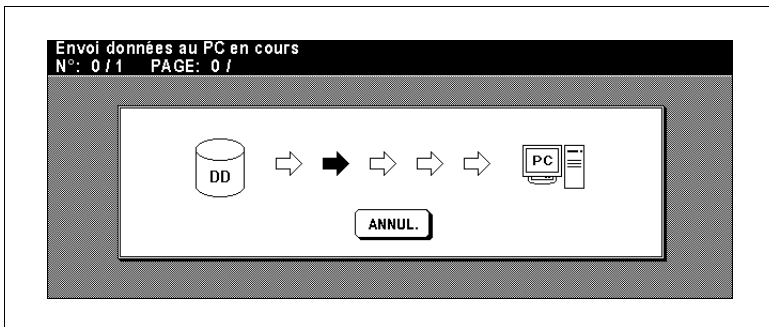 Envoi données au PC en cours
N°: 0/1 PAGE: 0/
DD
PC
ANNUL.